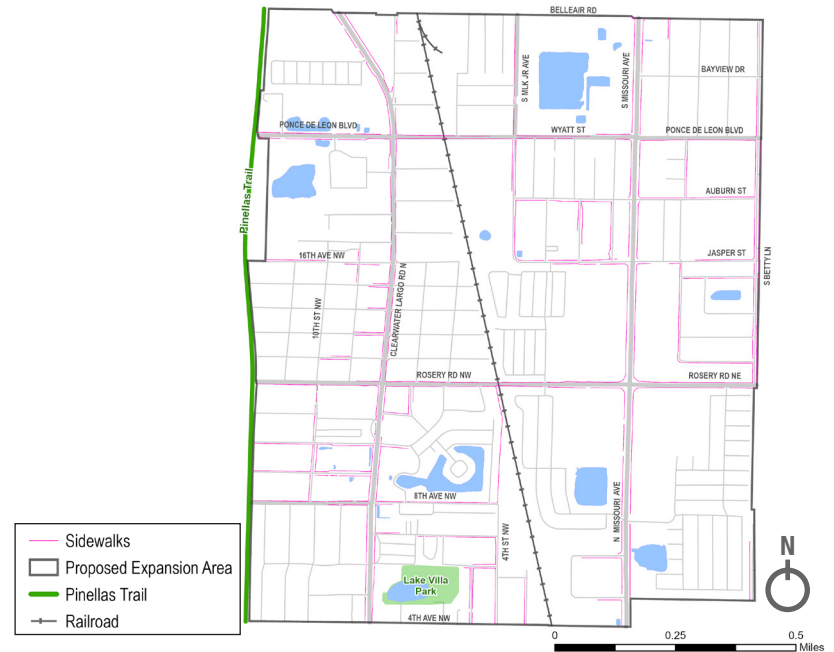 BELLEAIR RD
S MLK JR AVE
S MISSOURI AVE
BAYVIEW DR
PONCE DE LEON BLVD
WYATT ST
PONCE DE LEON BLVD
Pinellas Trail
AUBURN ST
16TH AVE NW
JASPER ST
S BETTY LN
10TH ST NW
CLEARWATER LARGO RD N
ROSERY RD NW
ROSERY RD NE
8TH AVE NW
N MISSOURI AVE
4TH ST NW
Lake Villa
Park
4TH AVE NW
Sidewalks
Proposed Expansion Area
Pinellas Trail
Railroad
N
0 0.25 0.5
Miles